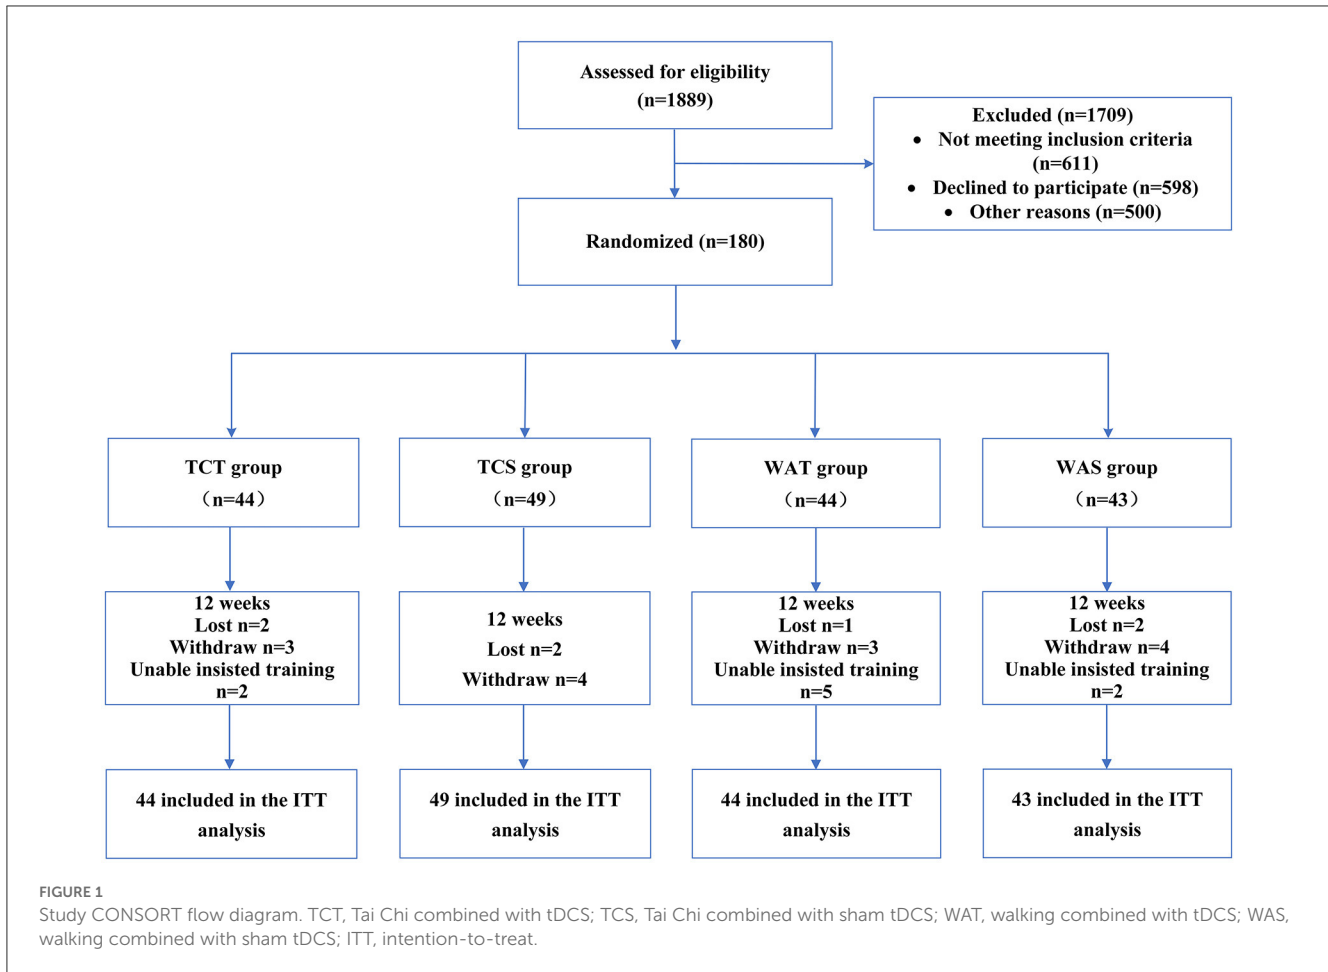 Assessed for eligibility
(n=1889)
Excluded (n=1709)
• Not meeting inclusion criteria
(n=611)
• Declined to participate (n=598)
• Other reasons (n=500)
Randomized (n=180)
TCT group
（n=44）
TCS group
（n=49）
WAT group
（n=44）
WAS group
（n=43）
12 weeks
Lost n=2
Withdraw n=3
Unable insisted training
n=2
12 weeks
Lost n=2
Withdraw n=4
12 weeks
Lost n=1
Withdraw n=3
Unable insisted training
n=5
12 weeks
Lost n=2
Withdraw n=4
Unable insisted training
n=2
44 included in the ITT
analysis
49 included in the ITT
analysis
44 included in the ITT
analysis
43 included in the ITT
analysis
FIGURE 1
Study CONSORT flow diagram. TCT, Tai Chi combined with tDCS; TCS, Tai Chi combined with sham tDCS; WAT, walking combined with tDCS; WAS,
walking combined with sham tDCS; ITT, intention-to-treat.